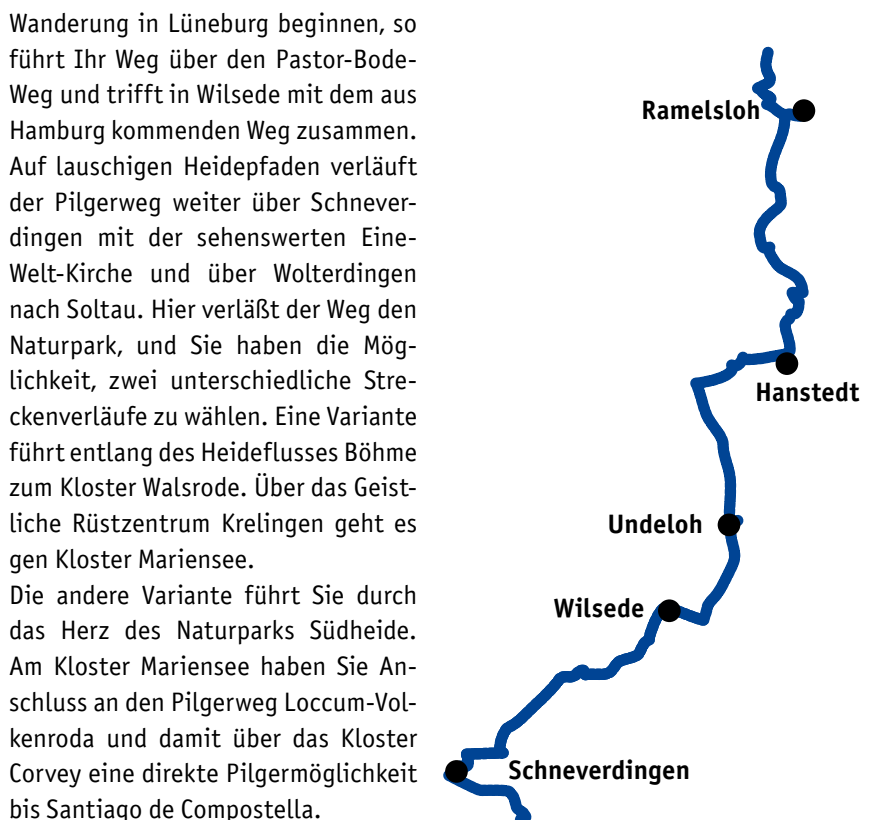 Wanderung in Lüneburg beginnen, so
führt Ihr Weg über den Pastor-Bode-
Weg und trifft in Wilsede mit dem aus
Hamburg kommenden Weg zusammen.
Auf lauschigen Heidepfaden verläuft
der Pilgerweg weiter über Schnever-
dingen mit der sehenswerten Eine-
Welt-Kirche und über Wolterdingen
nach Soltau. Hier verläßt der Weg den
Naturpark, und Sie haben die Mög-
lichkeit, zwei unterschiedliche Stre-
ckenverläufe zu wählen. Eine Variante
führt entlang des Heideflusses Böhme
zum Kloster Walsrode. Über das Geist-
liche Rüstzentrum Krelingen geht es
gen Kloster Mariensee.
Die andere Variante führt Sie durch
das Herz des Naturparks Südheide.
Am Kloster Mariensee haben Sie An-
schluss an den Pilgerweg Loccum-Vol-
kenroda und damit über das Kloster
Corvey eine direkte Pilgermöglichkeit
bis Santiago de Compostella.
Ramelsloh
Hanstedt
Undeloh
Wilsede
Schneverdingen